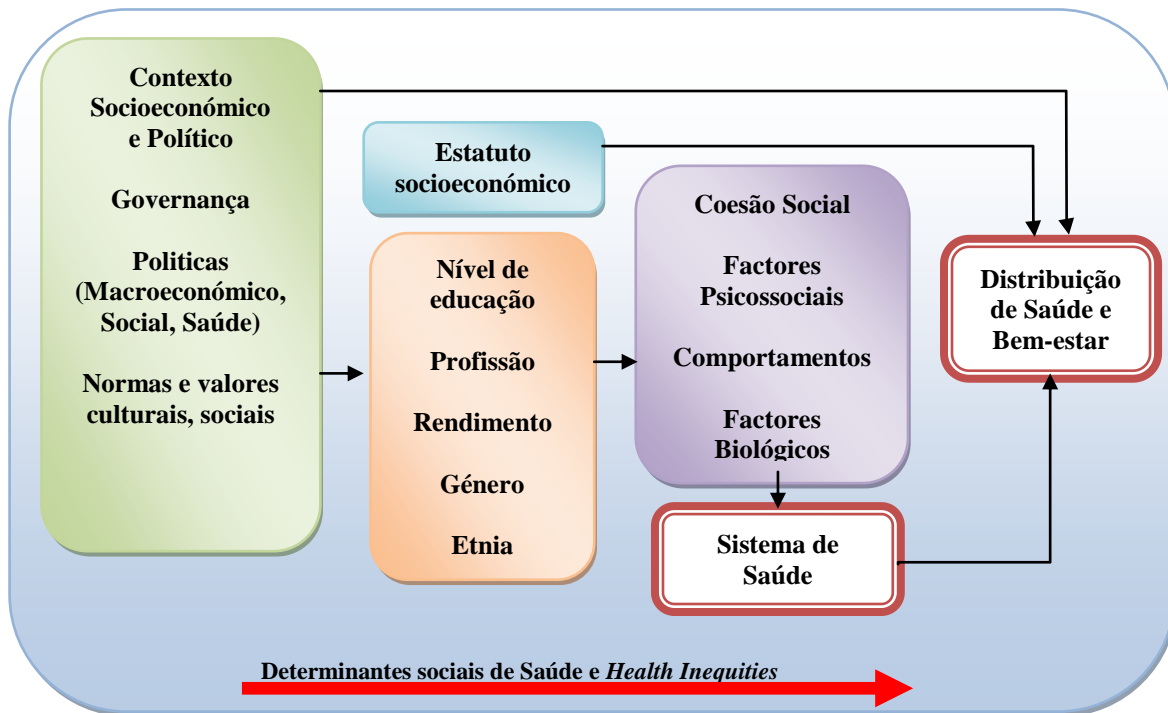 Contexto
Socioeconómico
e Político
Governança
Politicas
(Macroeconómico,
Social, Saúde)
Normas e valores
culturais, sociais
Estatuto
socioeconómico
Nível de
educação
Profissão
Rendimento
Género
Etnia
Coesão Social
Factores
Psicossociais
Comportamentos
Factores
Biológicos
Sistema de
Saúde
Distribuição
de Saúde e
Bem-estar
Determinantes sociais de Saúde e Health Inequities